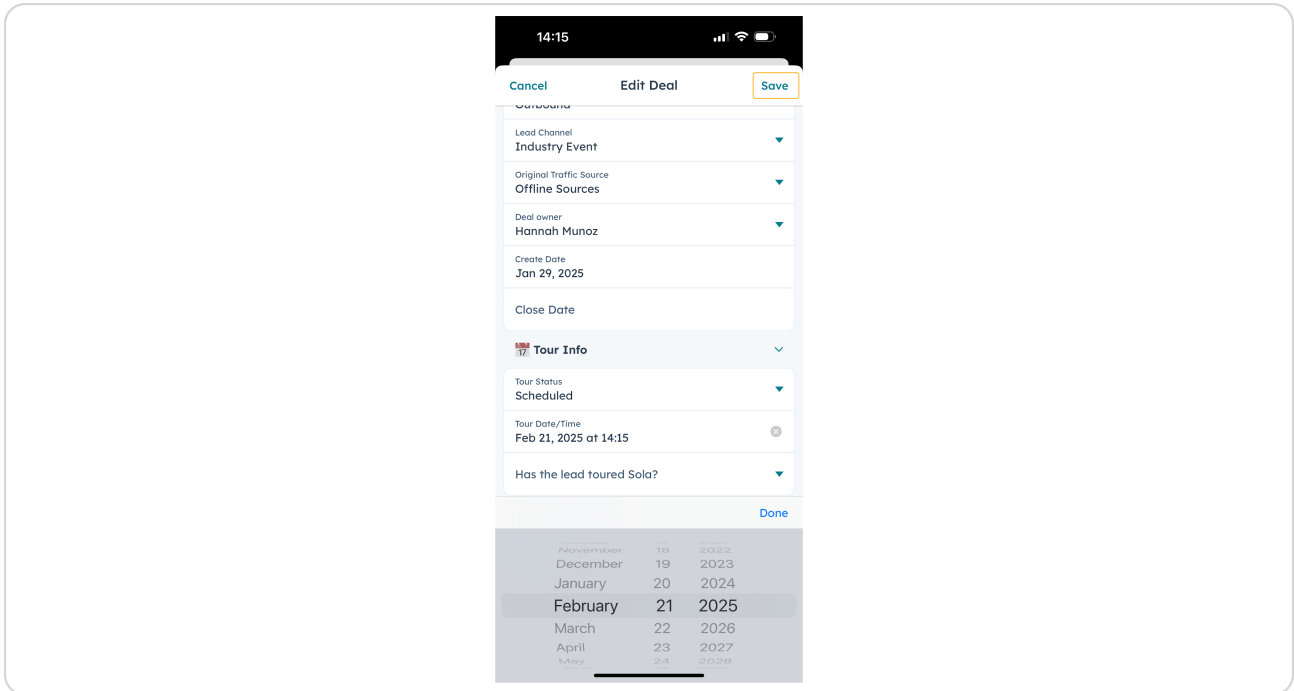 14:15
Cancel
Edit Deal
Save
Outbound
Lead Channel
Industry Event
Original Traffic Source
Offline Sources
Deal owner
Hannah Munoz
Create Date
Jan 29, 2025
Close Date
17 Tour Info
Tour Status
Scheduled
Tour Date/Time
Feb 21, 2025 at 14:15
Has the lead toured Sola?
Done
November 18 2022
December 19 2023
January 20 2024
February 21 2025
March 22 2026
April 23 2027
May 24 2028